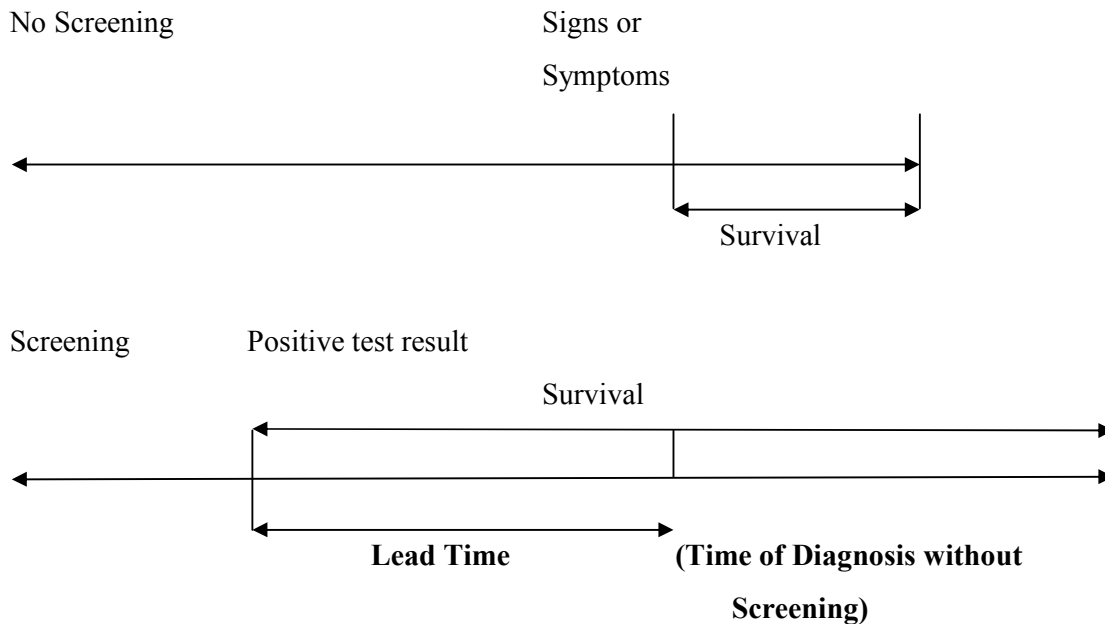 No Screening Signs or
Symptoms
Survival
Screening Positive test result
Survival
Lead Time (Time of Diagnosis without
Screening)